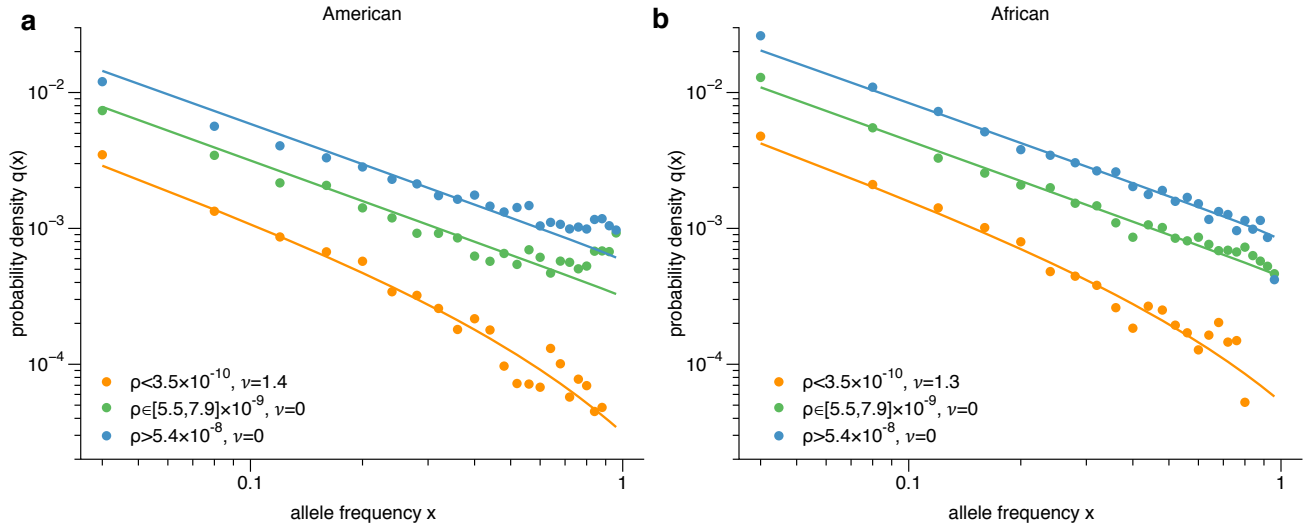 a
American
probability density q(x)
10⁻²
10⁻³
10⁻⁴
ρ<3.5×10⁻¹⁰, ν=1.4
ρ∈[5.5,7.9]×10⁻⁹, ν=0
ρ>5.4×10⁻⁸, ν=0
0.1
1
allele frequency x
b
African
probability density q(x)
10⁻²
10⁻³
10⁻⁴
ρ<3.5×10⁻¹⁰, ν=1.3
ρ∈[5.5,7.9]×10⁻⁹, ν=0
ρ>5.4×10⁻⁸, ν=0
0.1
1
allele frequency x